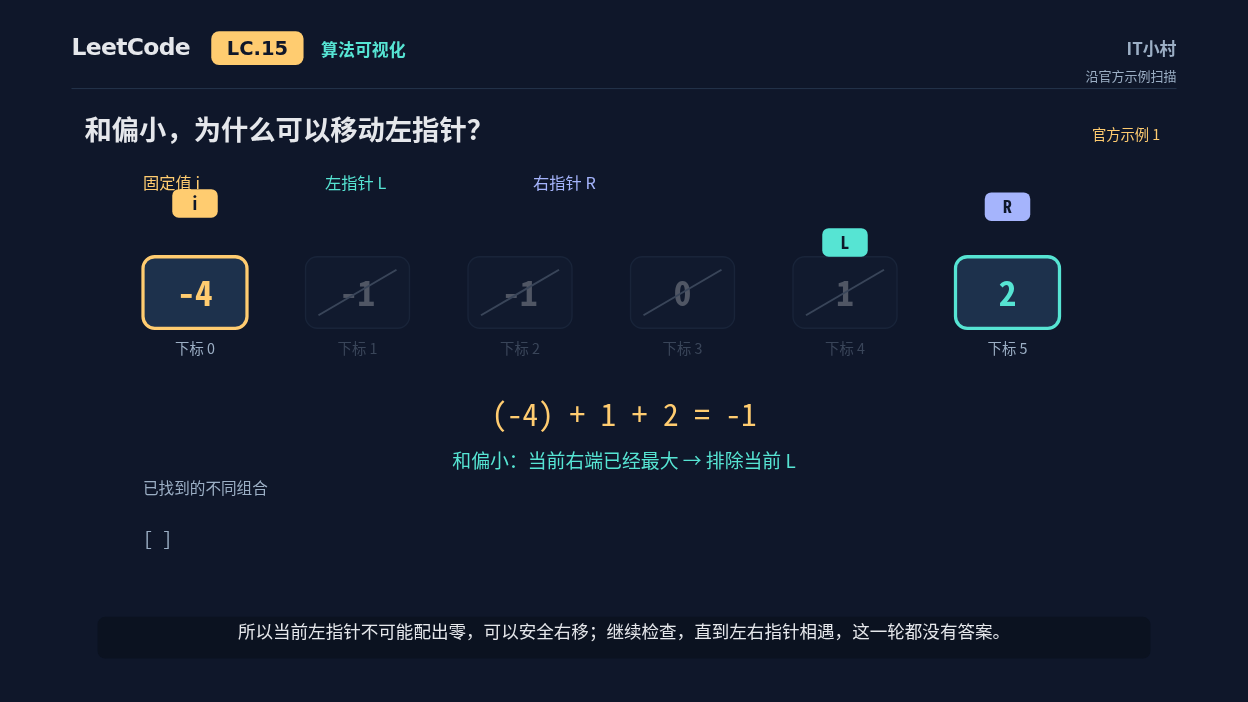 LeetCode LC.15 算法可视化 IT小村
沿官方示例扫描
和偏小，为什么可以移动左指针？
官方示例 1
固定值 i 左指针 L 右指针 R
i R
L
-4 -1 -1 0 1 2
下标 0 下标 1 下标 2 下标 3 下标 4 下标 5
(-4) + 1 + 2 = -1
和偏小：当前右端已经最大 → 排除当前 L
已找到的不同组合
[ ]
所以当前左指针不可能配出零，可以安全右移；继续检查，直到左右指针相遇，这一轮都没有答案。